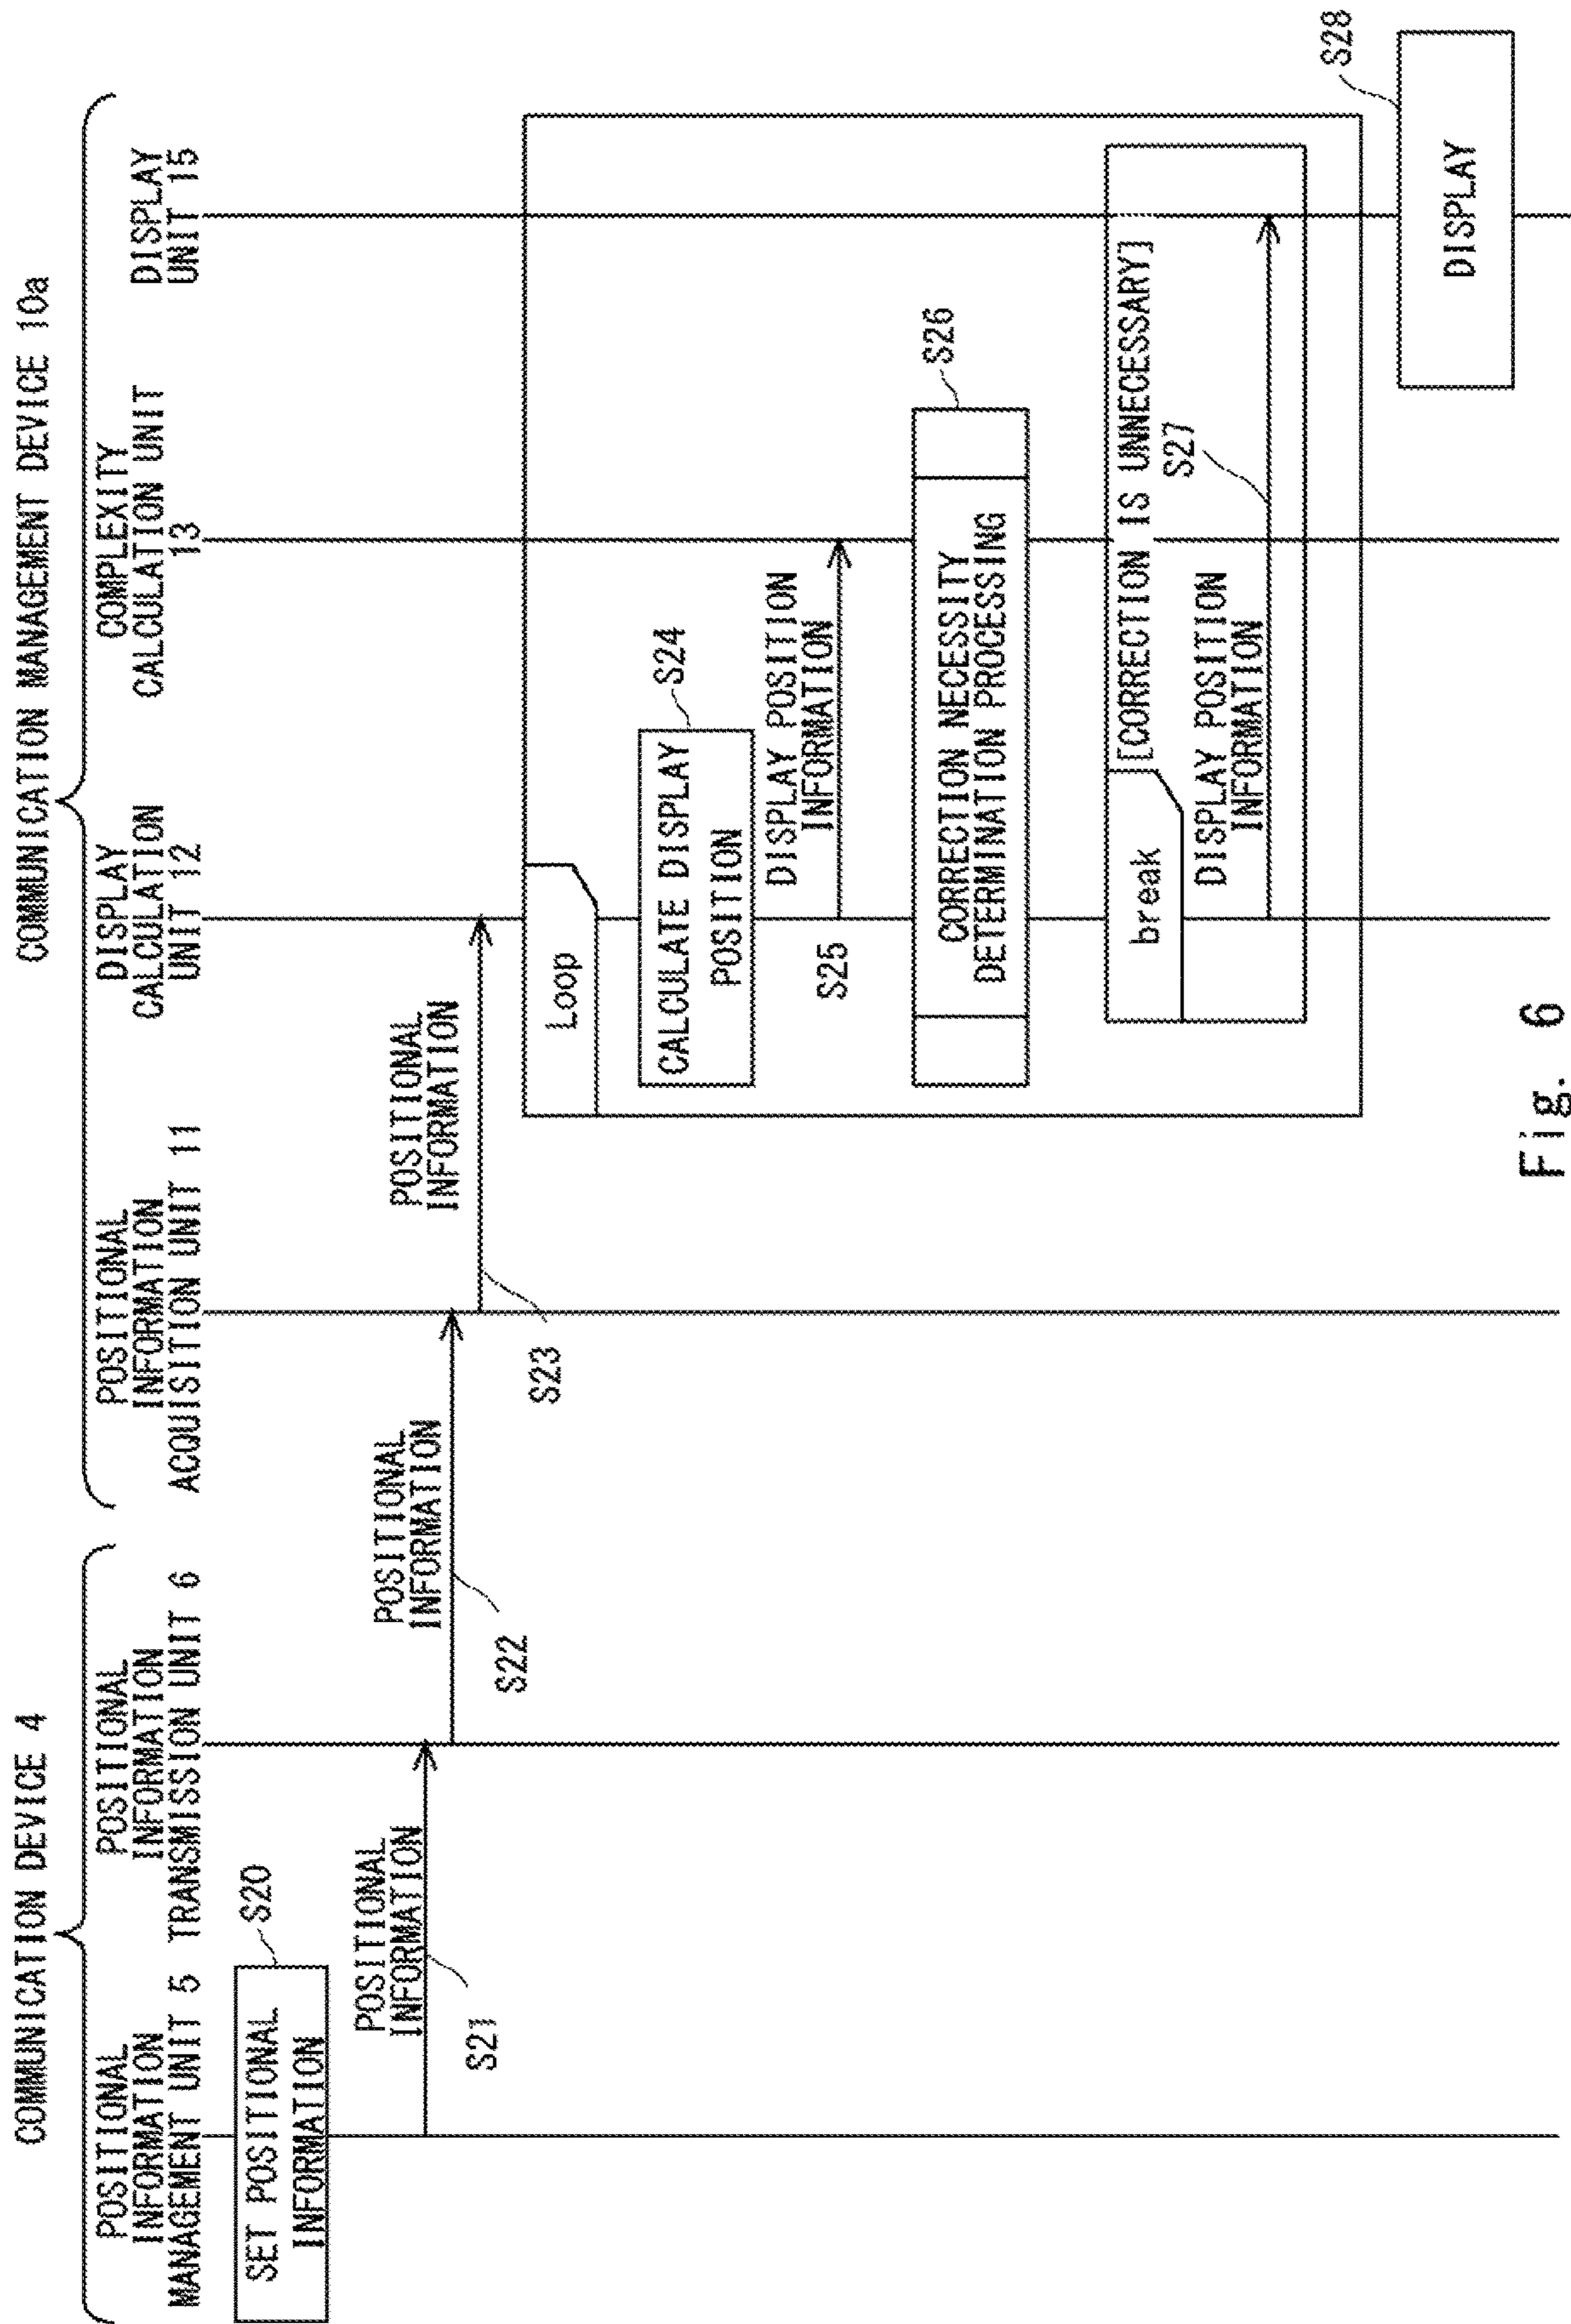 COMMUNICATION DEVICE 4
COMMUNICATION MANAGEMENT DEVICE 10a
POSITIONAL
INFORMATION
MANAGEMENT UNIT 5
POSITIONAL
INFORMATION
TRANSMISSION UNIT 6
POSITIONAL
INFORMATION
ACQUISITION UNIT 11
DISPLAY
CALCULATION
UNIT 12
COMPLEXITY
CALCULATION UNIT
13
DISPLAY
UNIT 15
SET POSITIONAL
INFORMATION
S20
POSITIONAL
INFORMATION
S21
POSITIONAL
INFORMATION
S22
POSITIONAL
INFORMATION
S23
Loop
CALCULATE DISPLAY
POSITION
S24
DISPLAY POSITION
INFORMATION
S25
CORRECTION NECESSITY
DETERMINATION PROCESSING
S26
break
[CORRECTION IS UNNECESSARY]
DISPLAY POSITION
INFORMATION
S27
DISPLAY
S28
Fig. 6